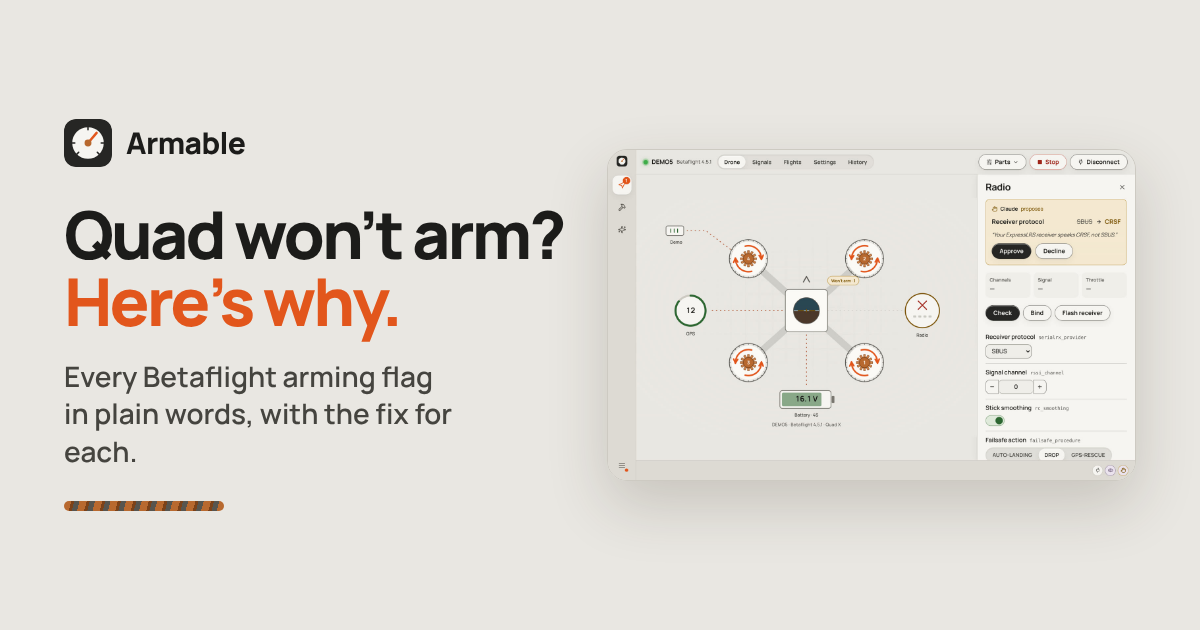 Armable
Quad won’t arm?
Here’s why.
Every Betaflight arming flag
in plain words, with the fix for
each.
DEMO5 Betaflight 4.5.1 Drone Signals Flights Settings History Parts Stop Disconnect
Demo
Won't arm
12
GPS
Radio
16.1 V
Battery · 4S
DEMO5 · Betaflight 4.5.1 · Quad X
Radio
Claude proposes
Receiver protocol SBUS → CRSF
"Your ExpressLRS receiver speaks CRSF, not SBUS."
Approve Decline
Channels Signal Throttle
— — —
Check Bind Flash receiver
Receiver protocol serialrx_provider
SBUS
Signal channel rssi_channel
− 0 +
Stick smoothing rc_smoothing
Failsafe action failsafe_procedure
AUTO-LANDING DROP GPS-RESCUE